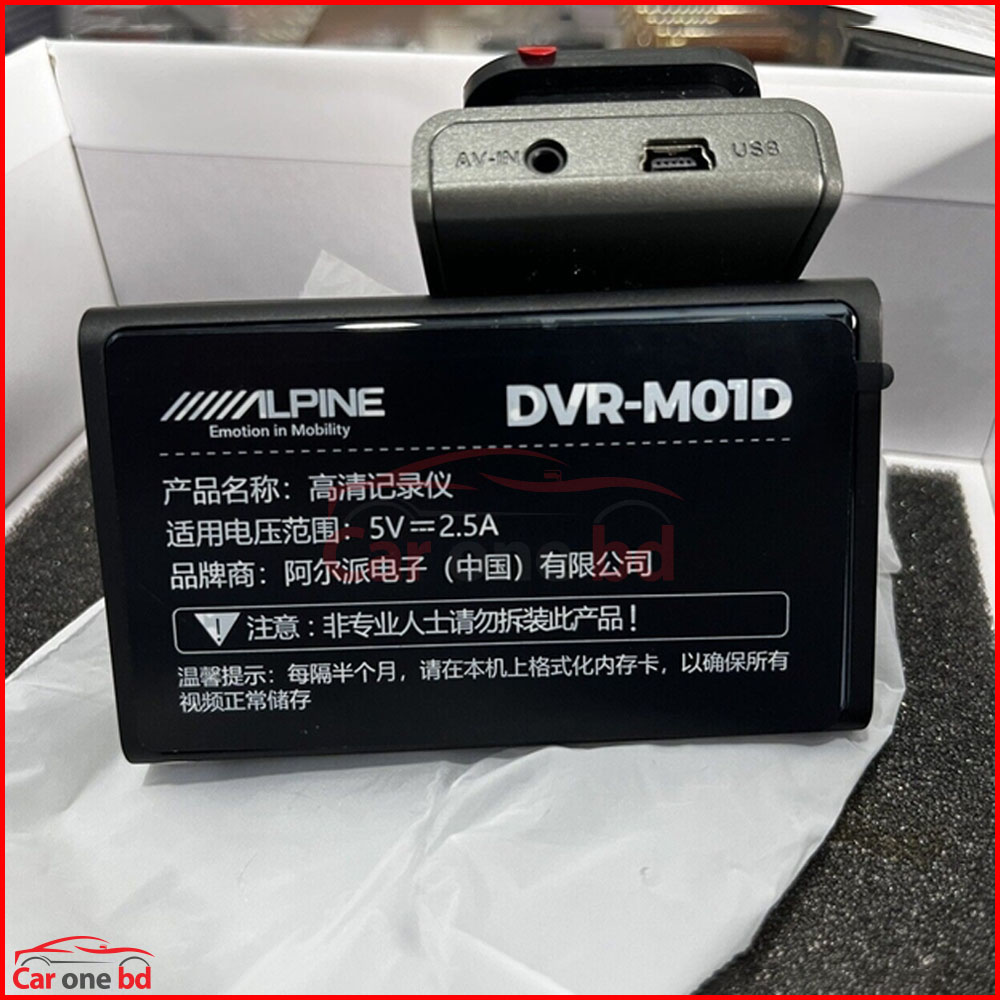 AV-IN USB
ALPINE DVR-M01D
Emotion in Mobility
产品名称：高清记录仪
适用电压范围：5V⎓2.5A
品牌商：阿尔派电子（中国）有限公司
注意：非专业人士请勿拆装此产品！
温馨提示：每隔半个月，请在本机上格式化内存卡，以确保所有
视频正常储存
Car one bd
Car one bd